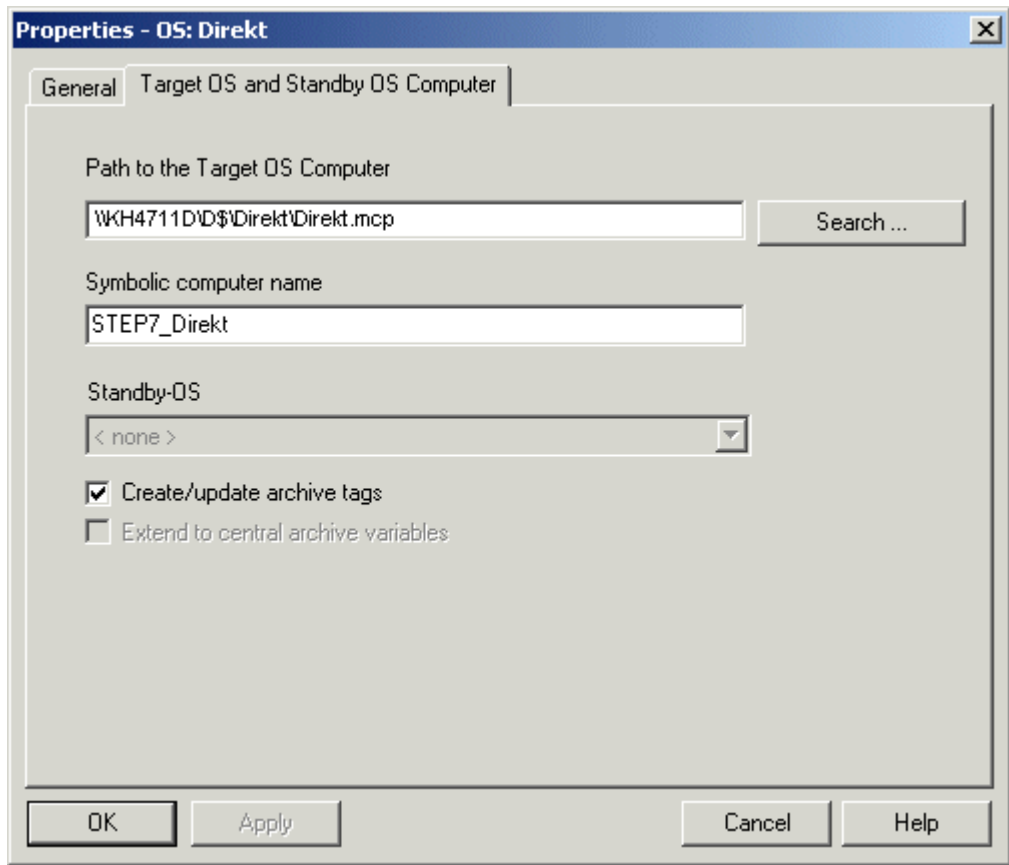 Properties - OS: Direkt
General
Target OS and Standby OS Computer
Path to the Target OS Computer
\\KH4711D\D$\Direkt\Direkt.mcp
Search ...
Symbolic computer name
STEP7_Direkt
Standby-OS
< none >
Create/update archive tags
Extend to central archive variables
OK
Apply
Cancel
Help